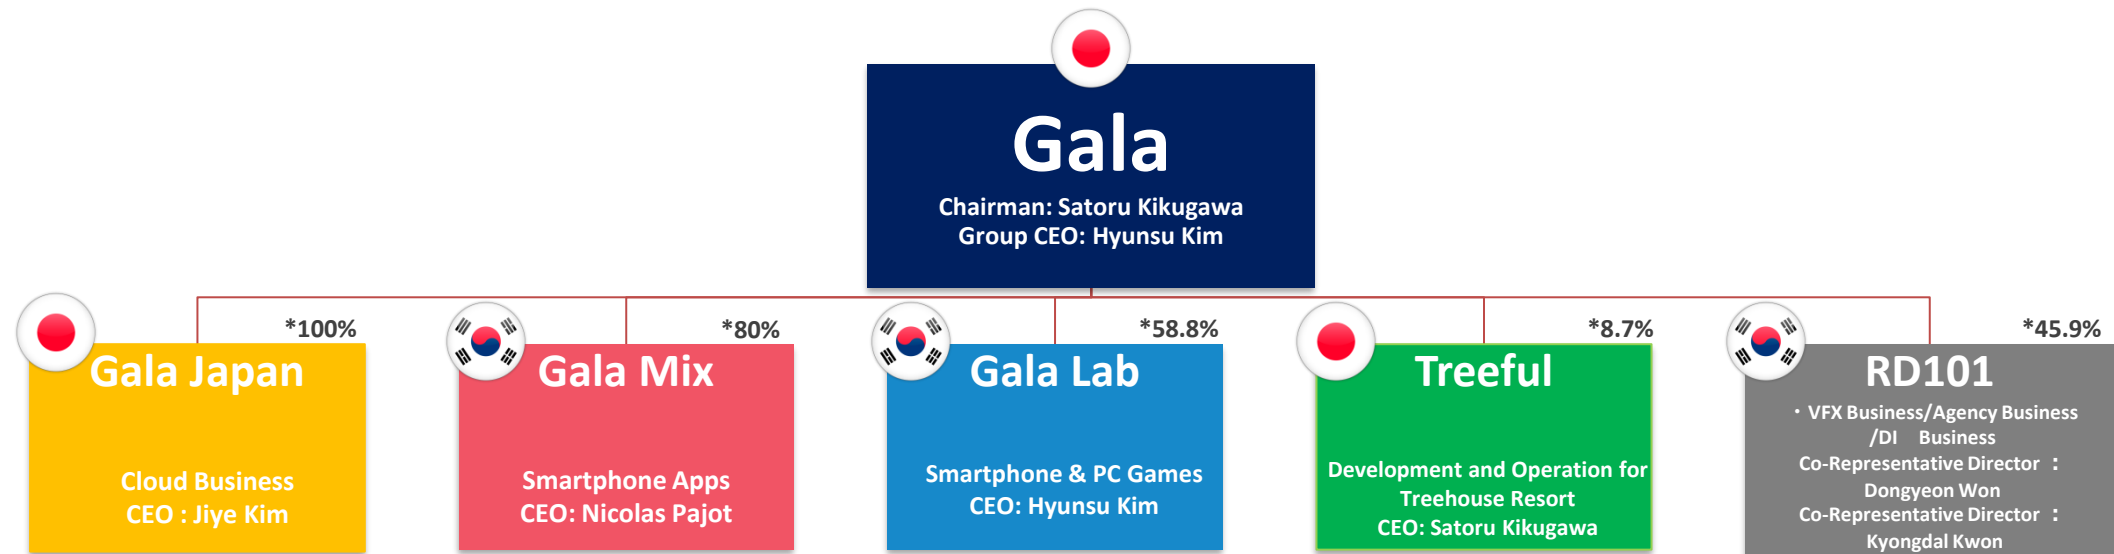 Gala
Chairman: Satoru Kikugawa
Group CEO: Hyunsu Kim
*100%
Gala Japan
Cloud Business
CEO : Jiye Kim
*80%
Gala Mix
Smartphone Apps
CEO: Nicolas Pajot
*58.8%
Gala Lab
Smartphone & PC Games
CEO: Hyunsu Kim
*8.7%
Treeful
Development and Operation for
Treehouse Resort
CEO: Satoru Kikugawa
*45.9%
RD101
・VFX Business/Agency Business
/DI　Business
Co-Representative Director ：
Dongyeon Won
Co-Representative Director ：
Kyongdal Kwon